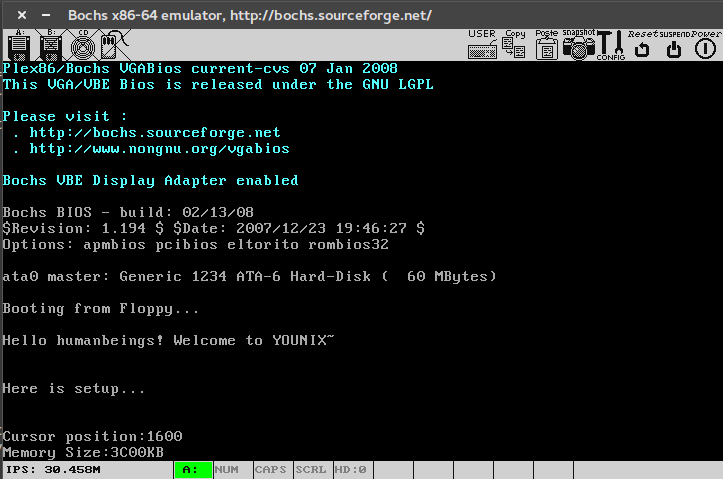 Bochs x86-64 emulator, http://bochs.sourceforge.net/
A: B: CD USER Copy Paste snapshot CONFIG Reset SUSPEND Power
Plex86/Bochs VGABios current-cvs 07 Jan 2008
This VGA/VBE Bios is released under the GNU LGPL
Please visit :
. http://bochs.sourceforge.net
. http://www.nongnu.org/vgabios
Bochs VBE Display Adapter enabled
Bochs BIOS - build: 02/13/08
$Revision: 1.194 $ $Date: 2007/12/23 19:46:27 $
Options: apmbios pcibios eltorito rombios32
ata0 master: Generic 1234 ATA-6 Hard-Disk (  60 MBytes)
Booting from Floppy...
Hello humanbeings! Welcome to YOUNIX~
Here is setup...
Cursor position:1600
Memory Size:3C00KB
IPS: 30.458M A: NUM CAPS SCRL HD:0